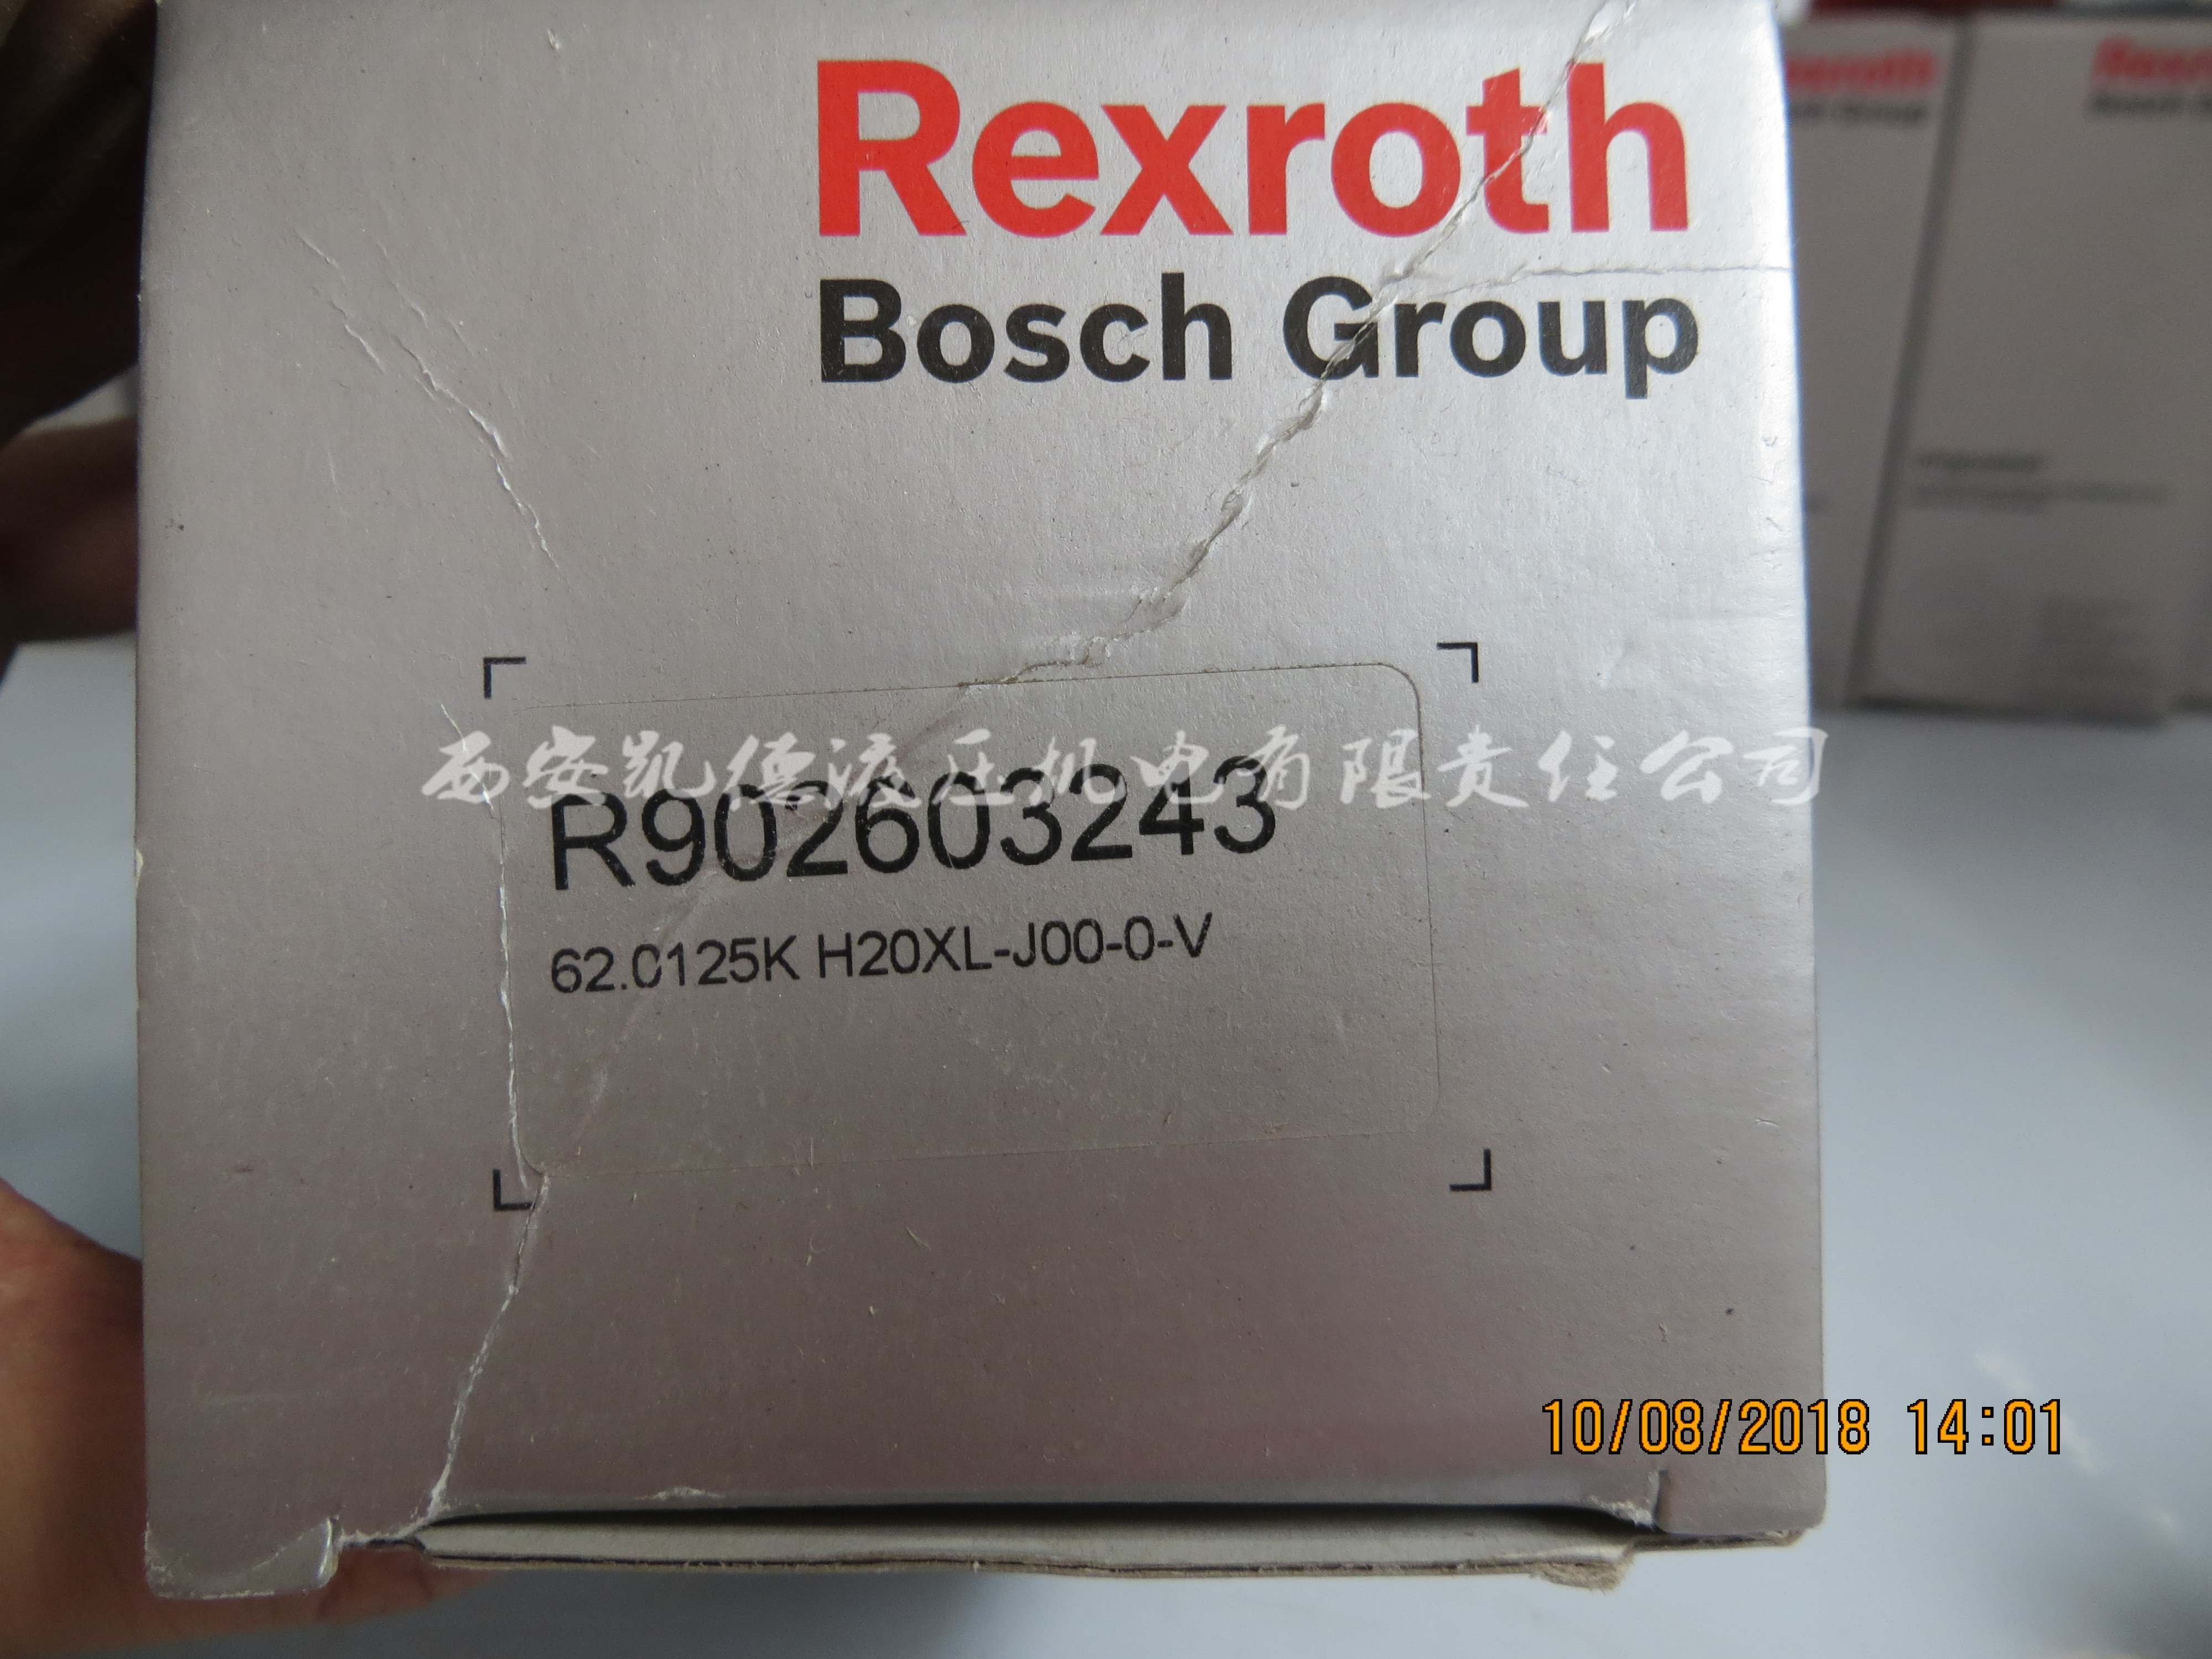 Rexroth
Bosch Group
西安凯德液压机电有限责任公司
R902603243
62.0125K H20XL-J00-0-V
10/08/2018 14:01